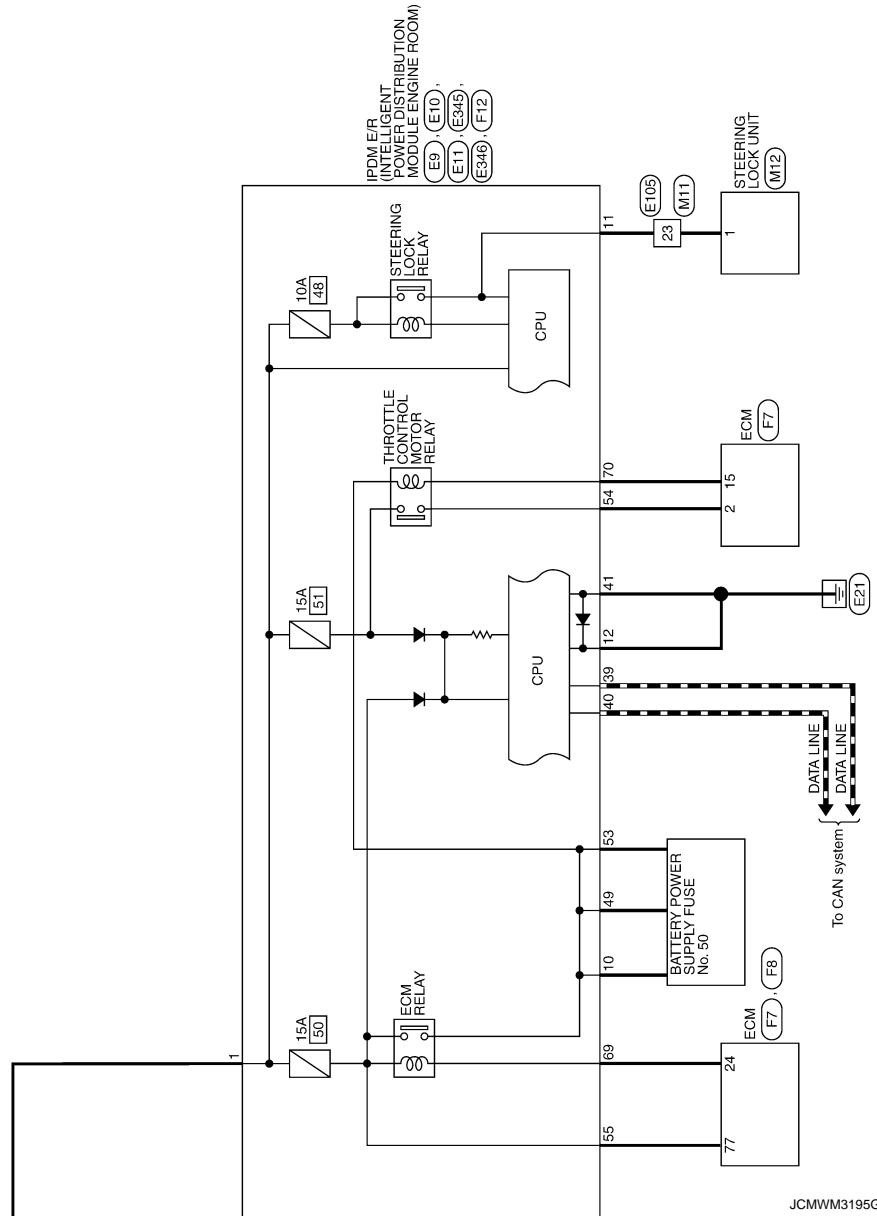 IPDM E/R
(INTELLIGENT
POWER DISTRIBUTION
MODULE ENGINE ROOM)
E9 , E10 ,
E11 , E345 ,
E346 , F12
1
15A
50
ECM
RELAY
15A
51
THROTTLE
CONTROL
MOTOR
RELAY
10A
48
STEERING
LOCK
RELAY
CPU
CPU
55
69
10
49
53
40
39
12
41
54
70
11
77
24
ECM
F7 , F8
BATTERY POWER
SUPPLY FUSE
No. 50
DATA LINE
DATA LINE
To CAN system
E21
2
15
ECM
F7
23
E105
M11
1
STEERING
LOCK UNIT
M12
JCMWM3195G